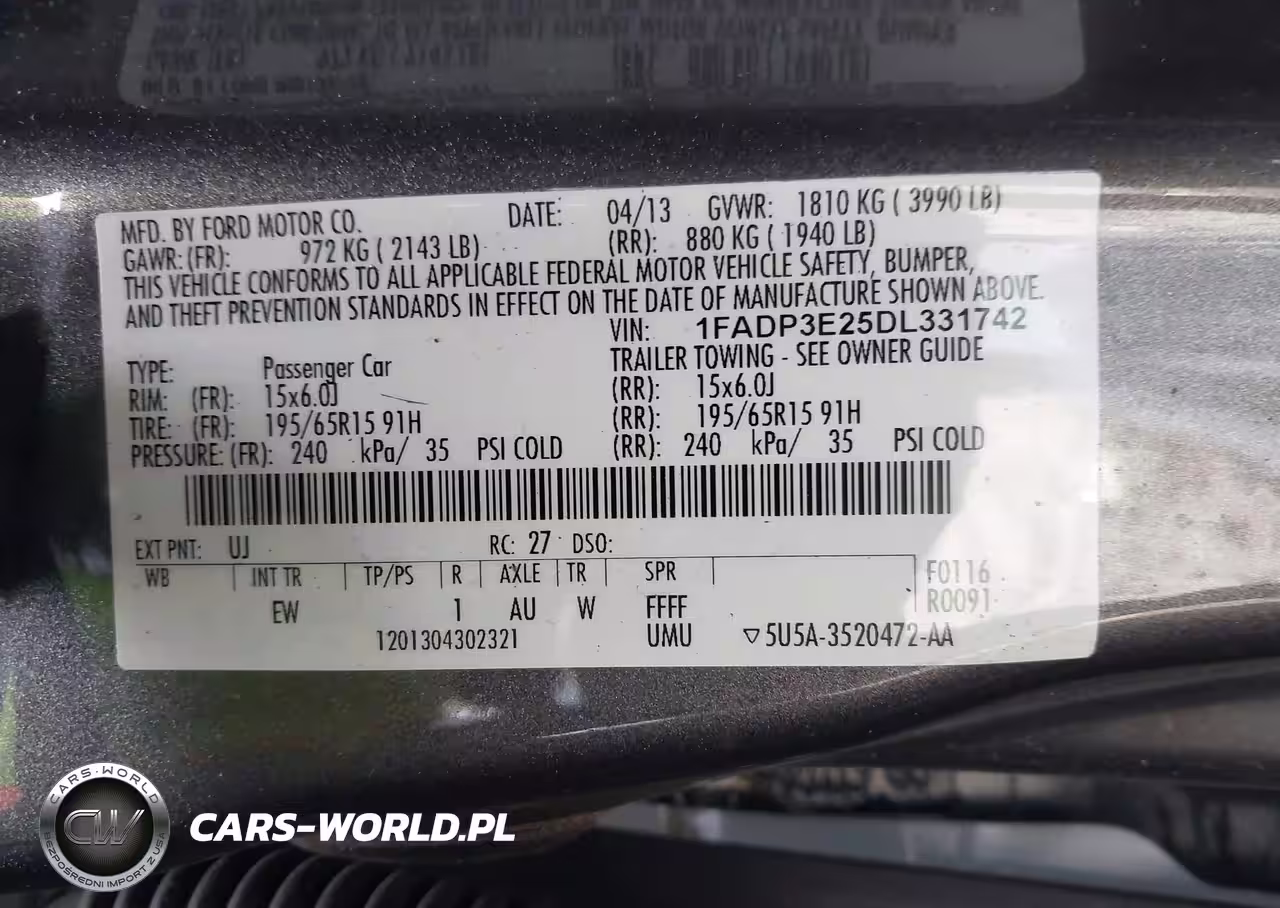 MFD. BY FORD MOTOR CO. DATE: 04/13 GVWR: 1810 KG ( 3990 LB)
GAWR: (FR): 972 KG ( 2143 LB) (RR): 880 KG ( 1940 LB)
THIS VEHICLE CONFORMS TO ALL APPLICABLE FEDERAL MOTOR VEHICLE SAFETY, BUMPER,
AND THEFT PREVENTION STANDARDS IN EFFECT ON THE DATE OF MANUFACTURE SHOWN ABOVE.
VIN: 1FADP3E25DL331742
TYPE: Passenger Car TRAILER TOWING - SEE OWNER GUIDE
RIM: (FR): 15x6.0J (RR): 15x6.0J
TIRE: (FR): 195/65R15 91H (RR): 195/65R15 91H
PRESSURE: (FR): 240 kPa/ 35 PSI COLD (RR): 240 kPa/ 35 PSI COLD
EXT PNT: UJ RC: 27 DSO:
WB INT TR TP/PS R AXLE TR SPR F0116
EW 1 AU W FFFF R0091
1201304302321 UMU ▽5U5A-3520472-AA
CARS-WORLD
CW
BEZPOŚREDNI IMPORT Z USA
CARS-WORLD.PL